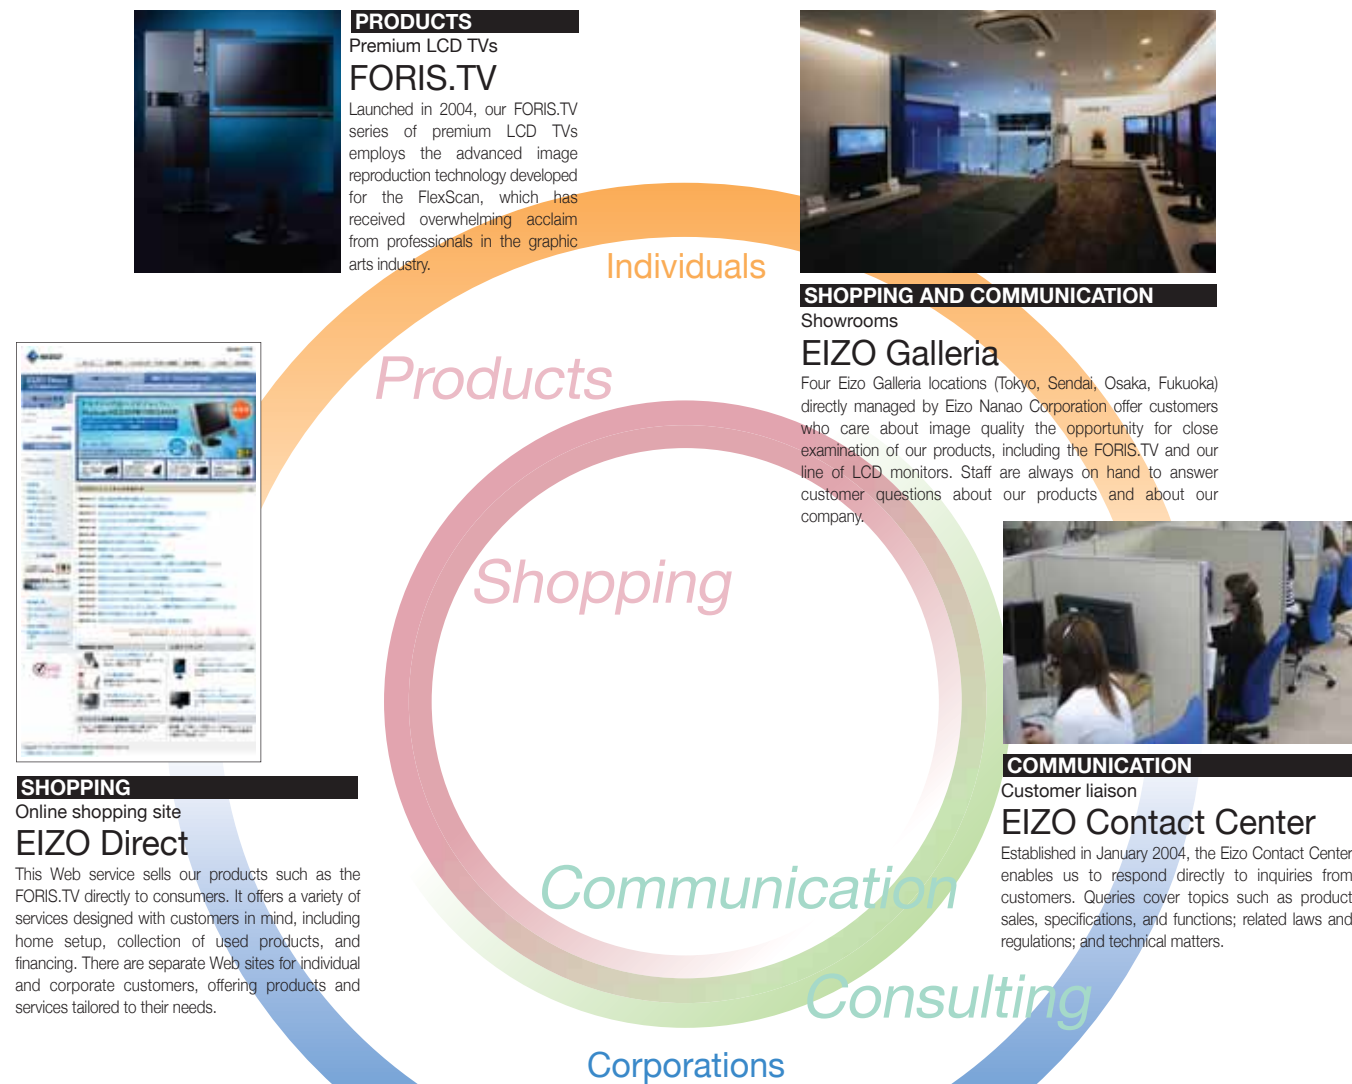 PRODUCTS
Premium LCD TVs
FORIS.TV
Launched in 2004, our FORIS.TV
series of premium LCD TVs
employs the advanced image
reproduction technology developed
for the FlexScan, which has
received overwhelming acclaim
from professionals in the graphic
arts industry.
Individuals
SHOPPING AND COMMUNICATION
Showrooms
EIZO Galleria
Four Eizo Galleria locations (Tokyo, Sendai, Osaka, Fukuoka)
directly managed by Eizo Nanao Corporation offer customers
who care about image quality the opportunity for close
examination of our products, including the FORIS.TV and our
line of LCD monitors. Staff are always on hand to answer
customer questions about our products and about our
company.
Products
Shopping
Communication
Consulting
SHOPPING
Online shopping site
EIZO Direct
This Web service sells our products such as the
FORIS.TV directly to consumers. It offers a variety of
services designed with customers in mind, including
home setup, collection of used products, and
financing. There are separate Web sites for individual
and corporate customers, offering products and
services tailored to their needs.
COMMUNICATION
Customer liaison
EIZO Contact Center
Established in January 2004, the Eizo Contact Center
enables us to respond directly to inquiries from
customers. Queries cover topics such as product
sales, specifications, and functions; related laws and
regulations; and technical matters.
Corporations